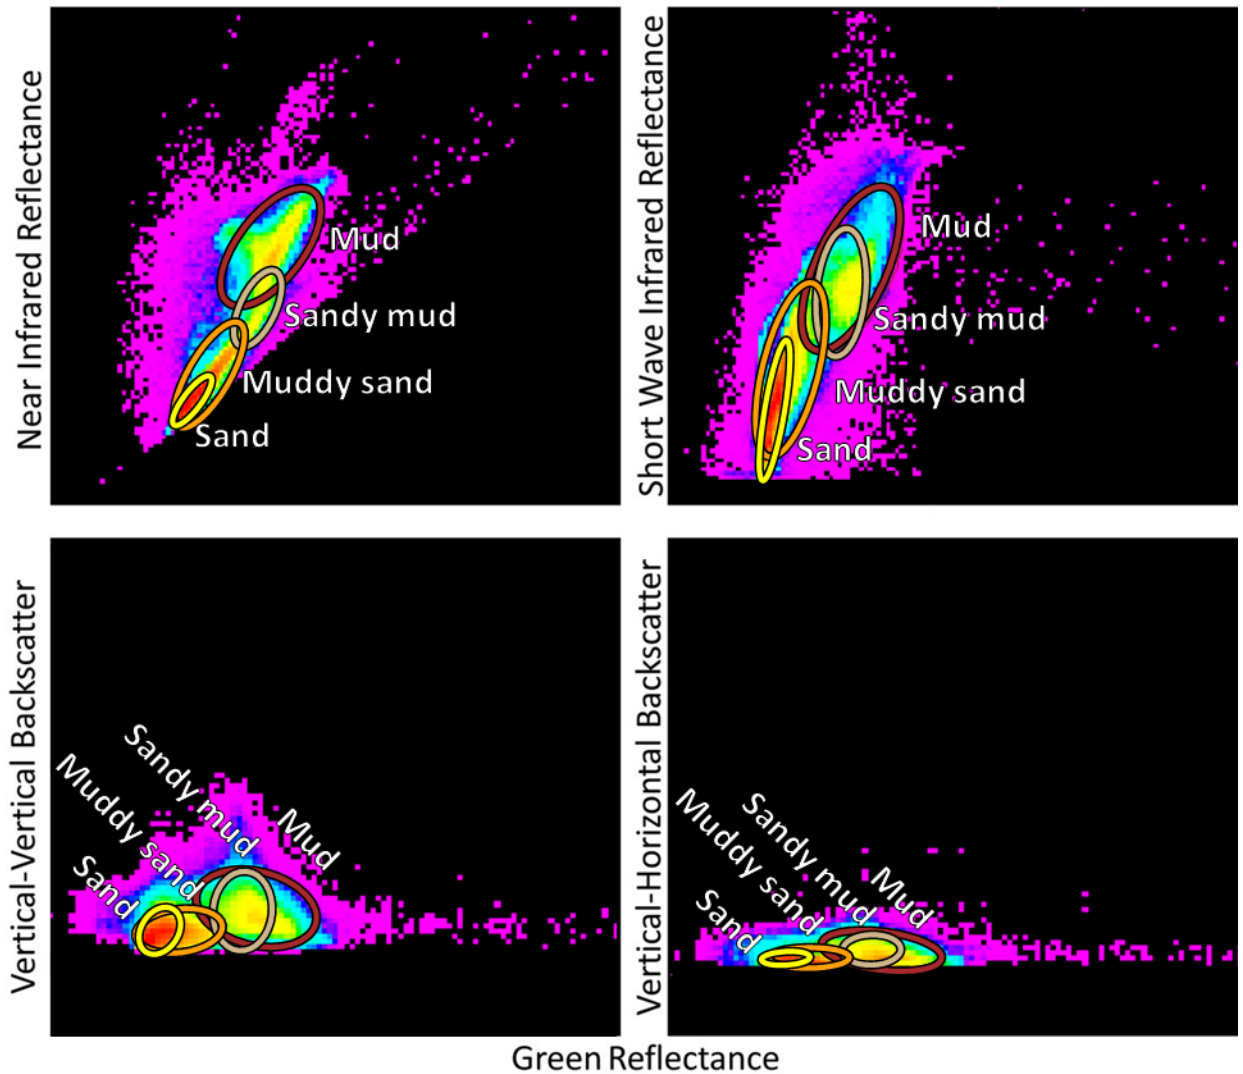 Near Infrared Reflectance
Mud
Sandy mud
Muddy sand
Sand
Short Wave Infrared Reflectance
Mud
Sandy mud
Muddy sand
Sand
Vertical-Vertical Backscatter
Sandy mud
Muddy sand
Mud
Sand
Vertical-Horizontal Backscatter
Sandy mud
Muddy sand
Mud
Sand
Green Reflectance